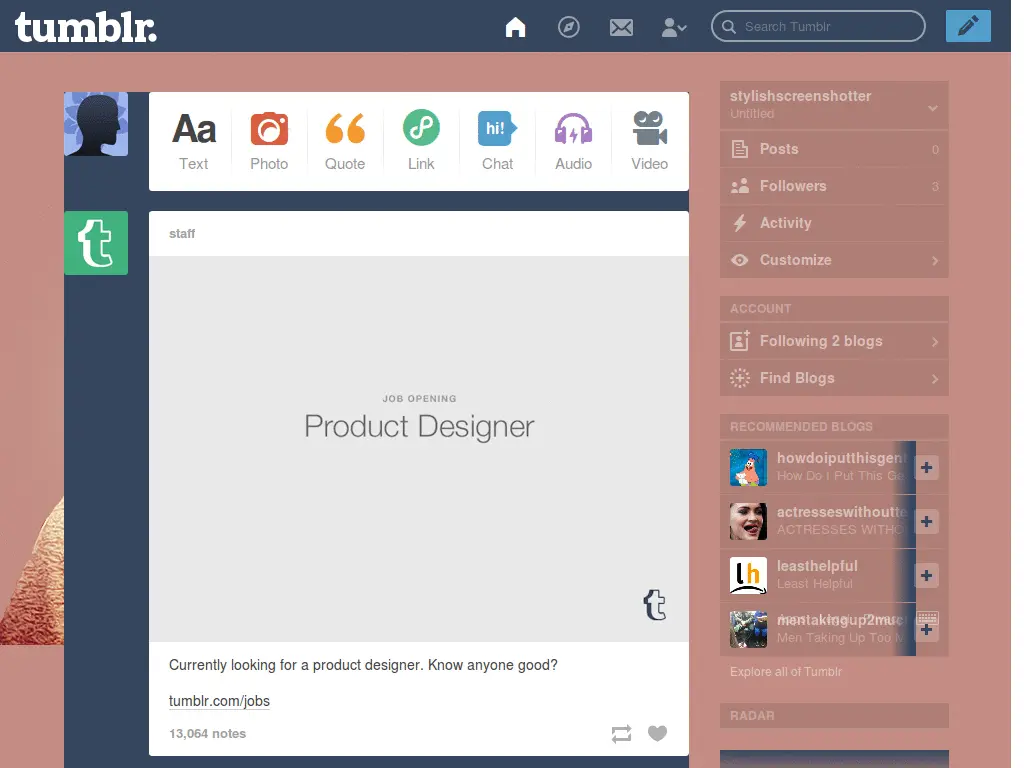 tumblr.
Search Tumblr
Aa
Text
Photo
Quote
Link
hi!
Chat
Audio
Video
staff
JOB OPENING
Product Designer
Currently looking for a product designer. Know anyone good?
tumblr.com/jobs
13,064 notes
stylishscreenshotter
Untitled
Posts 0
Followers 3
Activity
Customize
ACCOUNT
Following 2 blogs
Find Blogs
RECOMMENDED BLOGS
howdoiputthisgen
How Do I Put This Ge
actresseswithoutte
ACTRESSES WITHO
lh
leasthelpful
Least Helpful
mentakingup2muc
Men Taking Up Too M
Explore all of Tumblr
RADAR